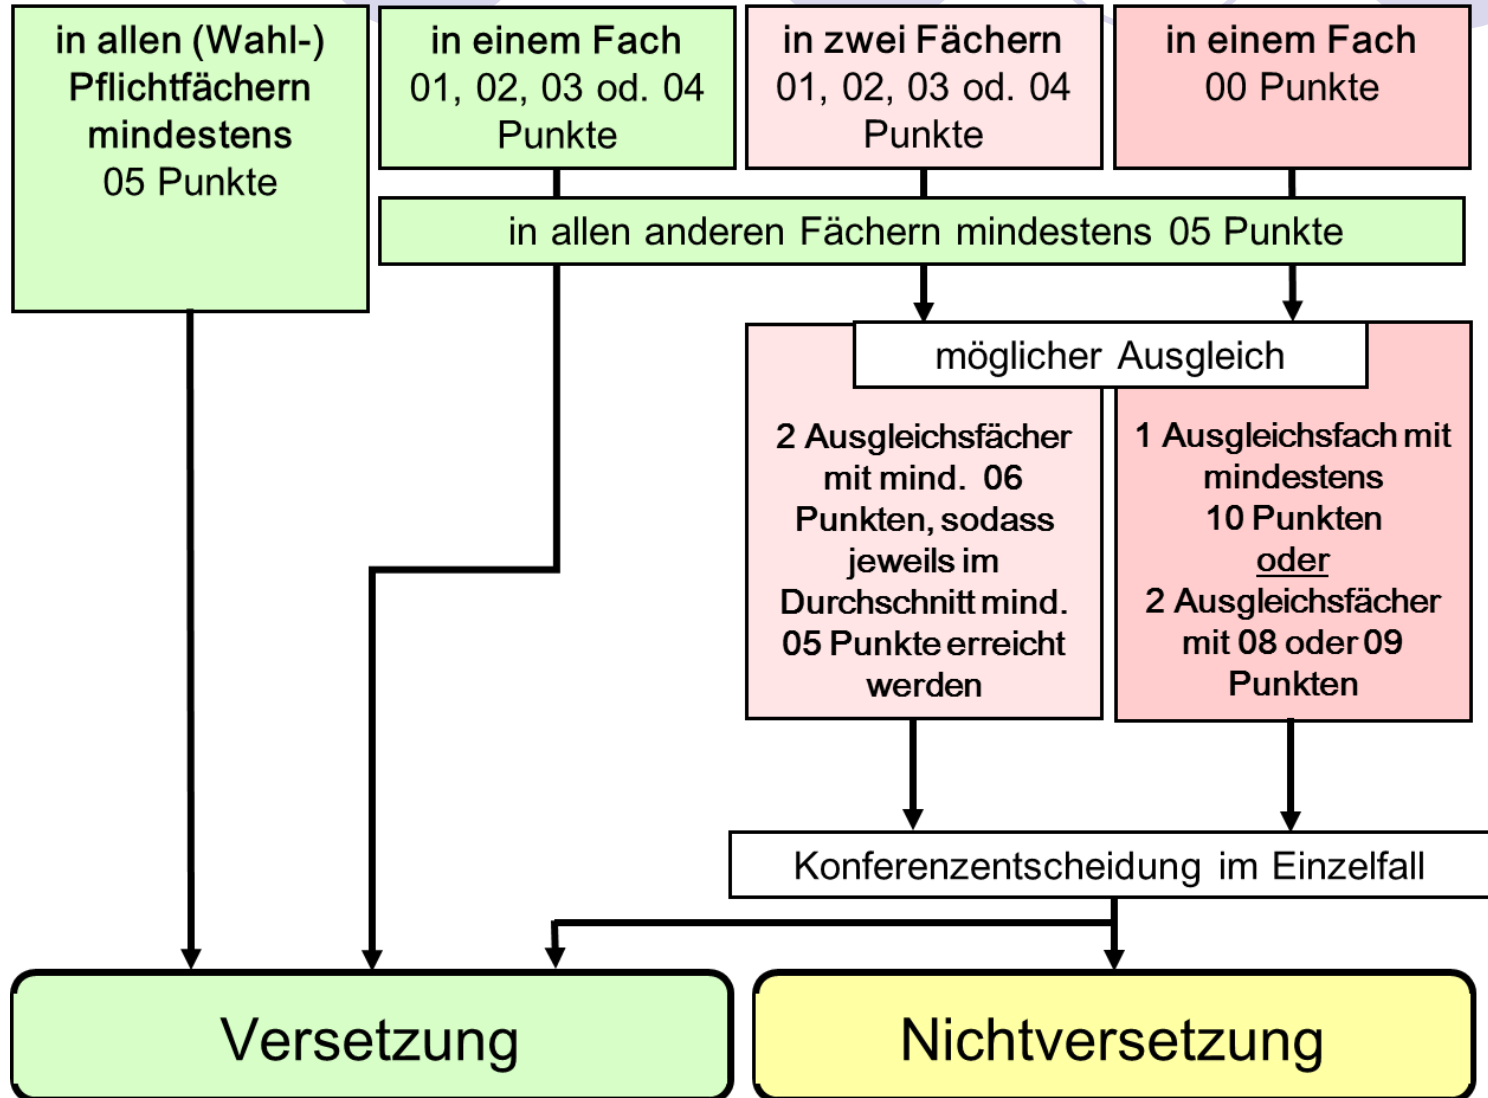 in allen (Wahl-)
Pflichtfächern
mindestens
05 Punkte
in einem Fach
01, 02, 03 od. 04
Punkte
in zwei Fächern
01, 02, 03 od. 04
Punkte
in einem Fach
00 Punkte
in allen anderen Fächern mindestens 05 Punkte
möglicher Ausgleich
2 Ausgleichsfächer
mit mind. 06
Punkten, sodass
jeweils im
Durchschnitt mind.
05 Punkte erreicht
werden
1 Ausgleichsfach mit
mindestens
10 Punkten
oder
2 Ausgleichsfächer
mit 08 oder 09
Punkten
Konferenzentscheidung im Einzelfall
Versetzung
Nichtversetzung